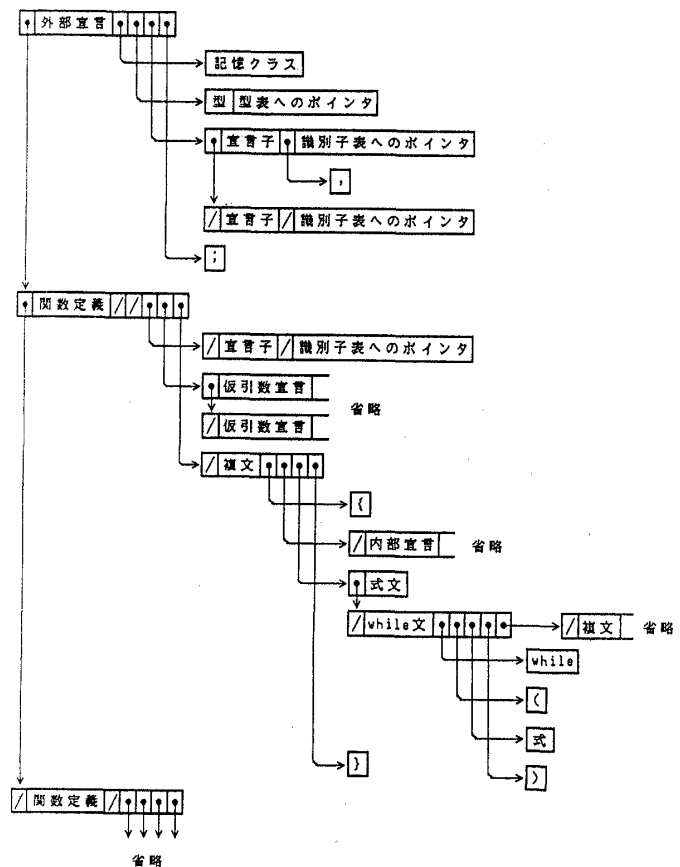 外部宣言
記憶クラス
型 型表へのポインタ
宣言子 識別子表へのポインタ
,
/ 宣言子 / 識別子表へのポインタ
;
関数定義 / /
/ 宣言子 / 識別子表へのポインタ
仮引数宣言
省略
/ 仮引数宣言
/ 複文
{
/ 内部宣言 省略
式文
/ while文 / 複文 省略
while
(
式
)
}
/ 関数定義 /
省略